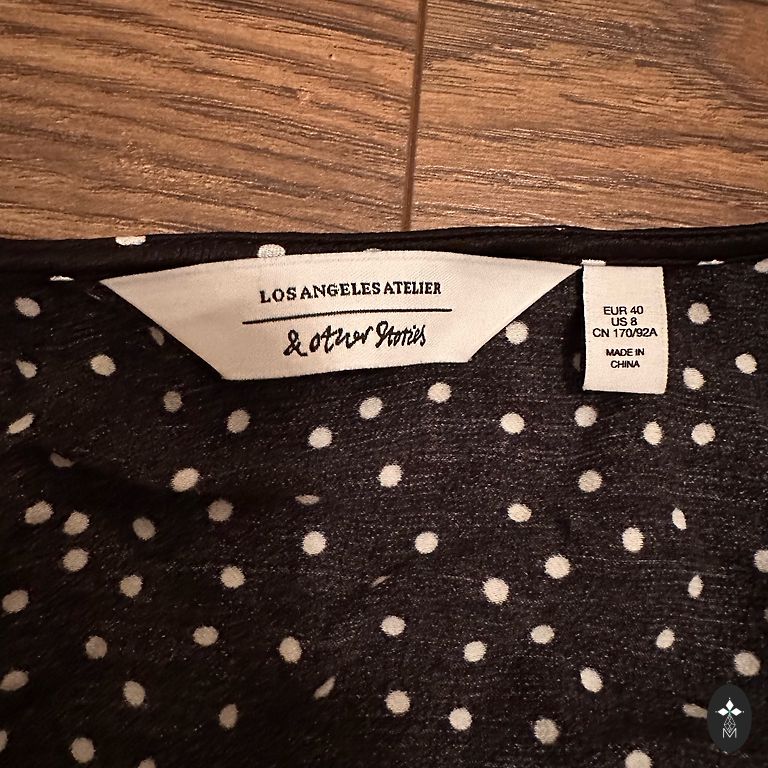 LOS ANGELES ATELIER
& other Stories
EUR 40
US 8
CN 170/92A
MADE IN
CHINA
M